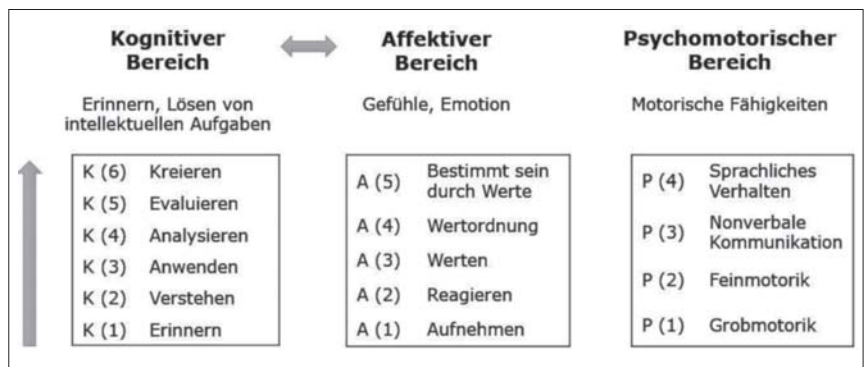 Kognitiver
Bereich
Erinnern, Lösen von
intellektuellen Aufgaben
K (6) Kreieren
K (5) Evaluieren
K (4) Analysieren
K (3) Anwenden
K (2) Verstehen
K (1) Erinnern
Affektiver
Bereich
Gefühle, Emotion
A (5) Bestimmt sein
durch Werte
A (4) Wertordnung
A (3) Werten
A (2) Reagieren
A (1) Aufnehmen
Psychomotorischer
Bereich
Motorische Fähigkeiten
P (4) Sprachliches
Verhalten
P (3) Nonverbale
Kommunikation
P (2) Feinmotorik
P (1) Grobmotorik